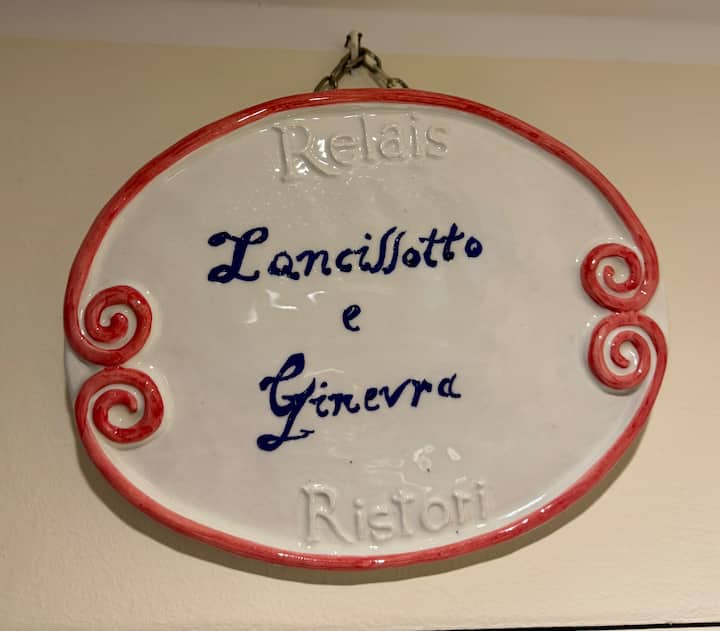 Relais
Lancillotto
e
Ginevra
Ristori